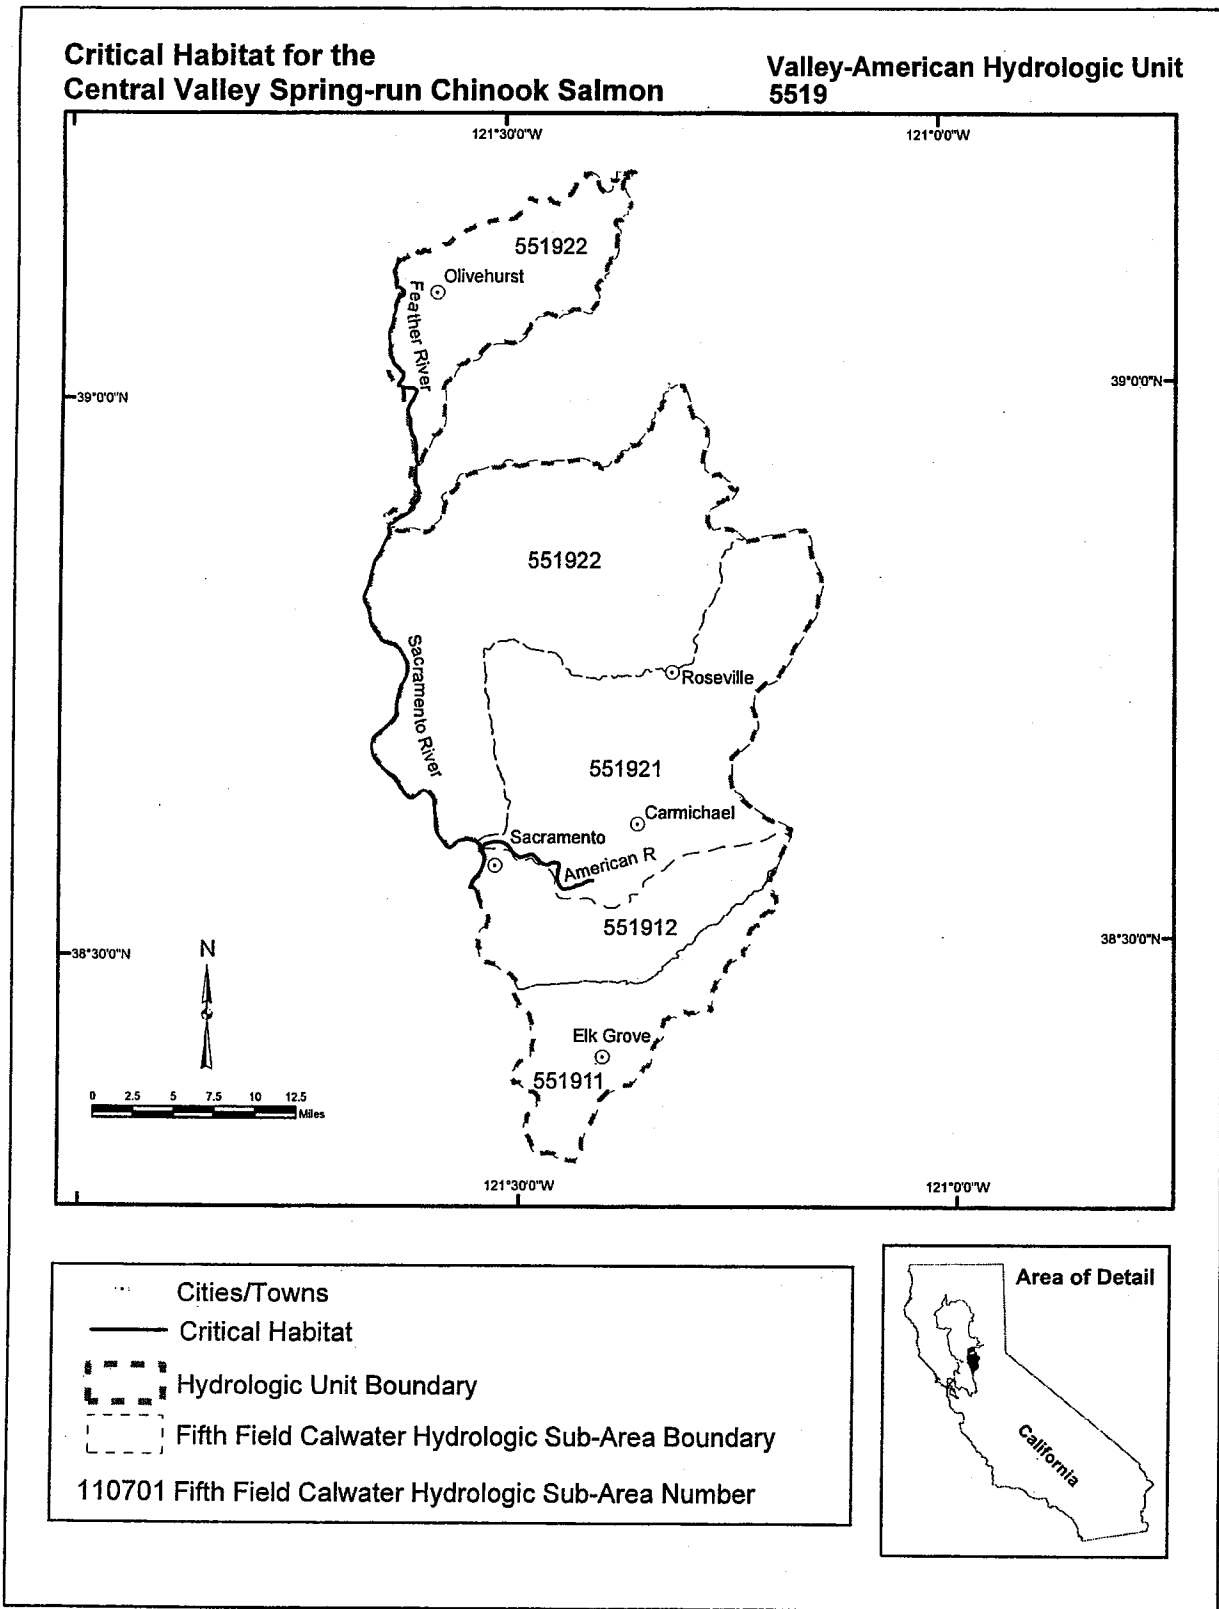 Critical Habitat for the
Central Valley Spring-run Chinook Salmon
Valley-American Hydrologic Unit
5519
121°30'0"W
121°0'0"W
551922
Olivehurst
Feather River
39°0'0"N
39°0'0"N
551922
Sacramento River
Roseville
551921
Carmichael
Sacramento
American R
551912
38°30'0"N
38°30'0"N
N
Elk Grove
551911
0 2.5 5 7.5 10 12.5
Miles
121°30'0"W
121°0'0"W
Cities/Towns
Critical Habitat
Hydrologic Unit Boundary
Fifth Field Calwater Hydrologic Sub-Area Boundary
110701 Fifth Field Calwater Hydrologic Sub-Area Number
Area of Detail
California